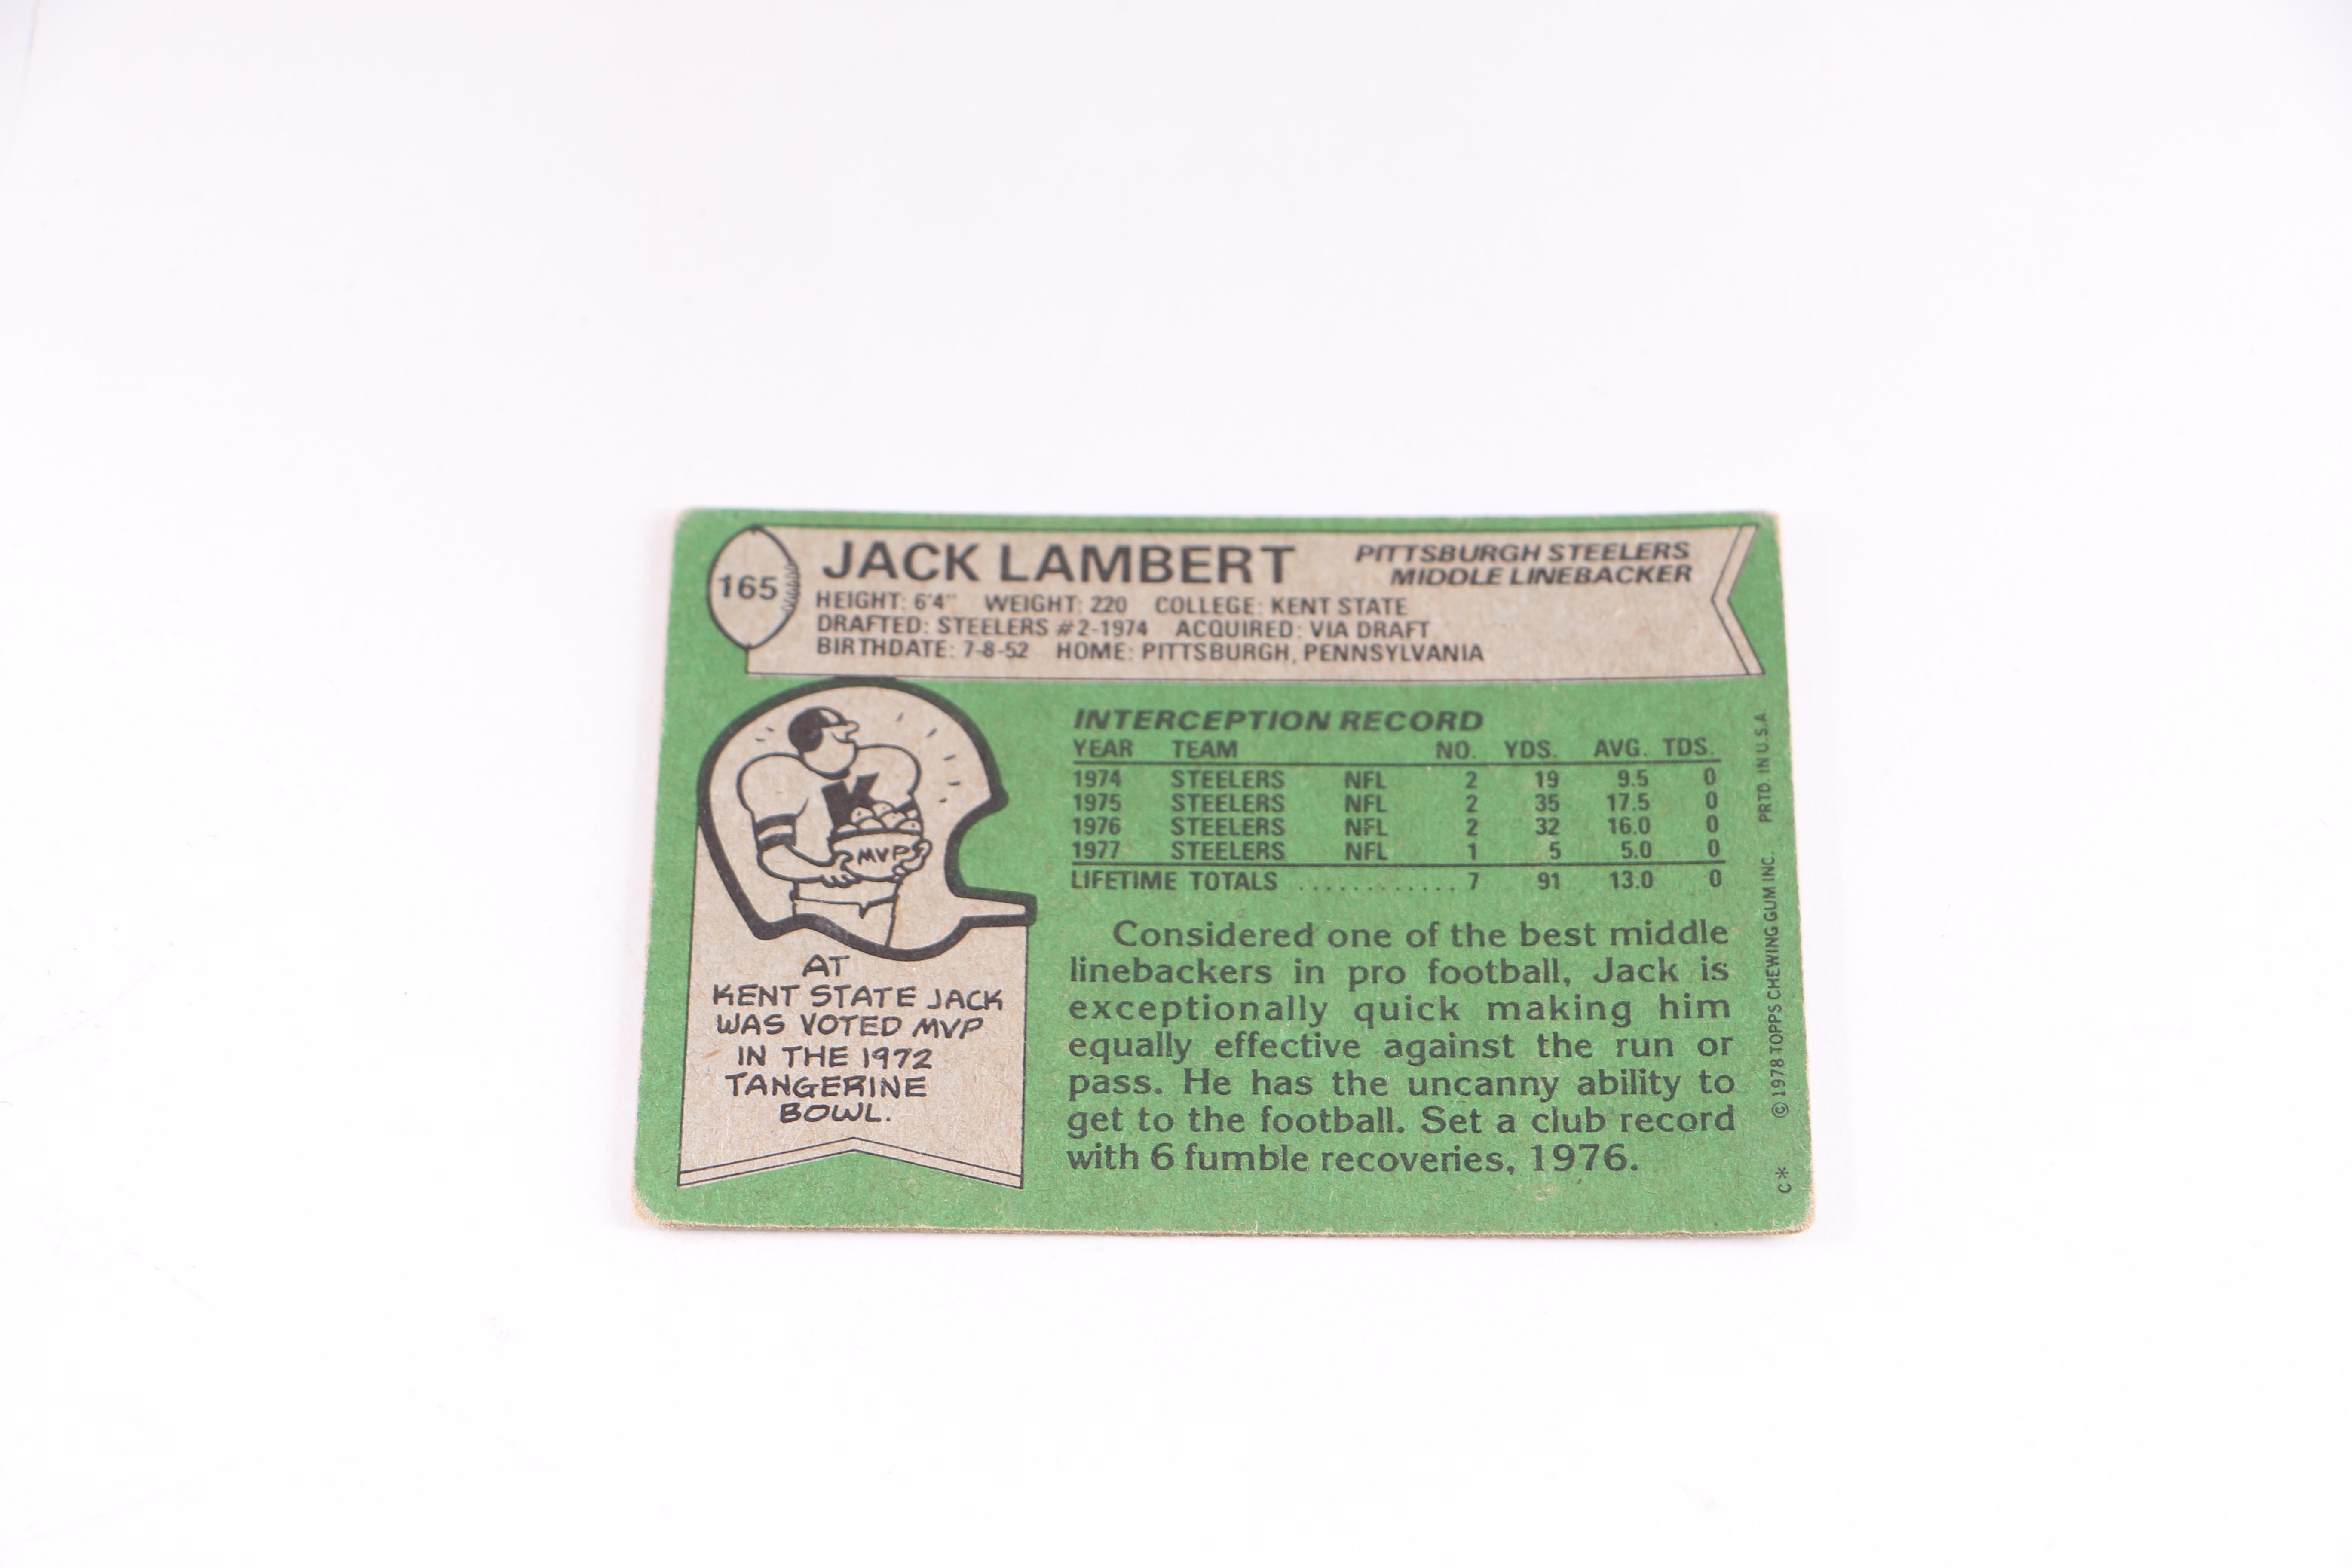 165
JACK LAMBERT
PITTSBURGH STEELERS
MIDDLE LINEBACKER
HEIGHT: 6'4" WEIGHT: 220 COLLEGE: KENT STATE
DRAFTED: STEELERS #2-1974 ACQUIRED: VIA DRAFT
BIRTHDATE: 7-8-52 HOME: PITTSBURGH, PENNSYLVANIA
K
MVP
AT
KENT STATE JACK
WAS VOTED MVP
IN THE 1972
TANGERINE
BOWL.
INTERCEPTION RECORD
YEAR TEAM NO. YDS. AVG. TDS.
1974 STEELERS NFL 2 19 9.5 0
1975 STEELERS NFL 2 35 17.5 0
1976 STEELERS NFL 2 32 16.0 0
1977 STEELERS NFL 1 5 5.0 0
LIFETIME TOTALS ............ 7 91 13.0 0
Considered one of the best middle
linebackers in pro football, Jack is
exceptionally quick making him
equally effective against the run or
pass. He has the uncanny ability to
get to the football. Set a club record
with 6 fumble recoveries, 1976.
C* © 1978 TOPPS CHEWING GUM INC. PRTD. IN U.S.A